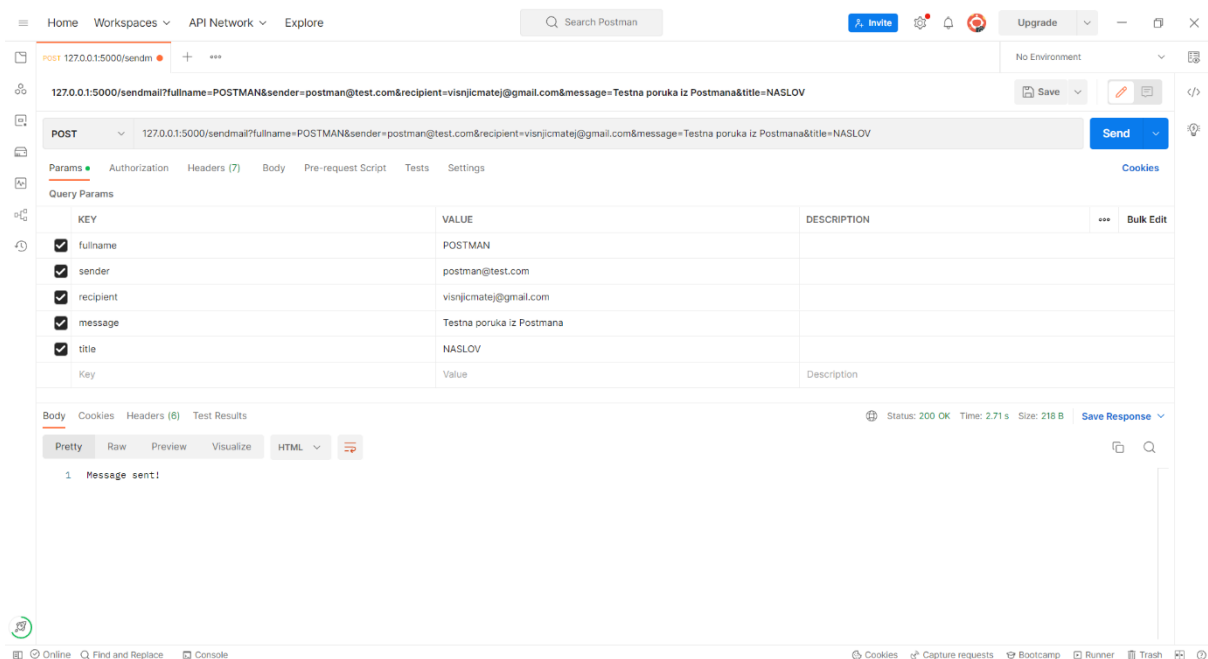 Home Workspaces API Network Explore Search Postman Invite Upgrade
POST 127.0.0.1:5000/sendm No Environment
127.0.0.1:5000/sendmail?fullname=POSTMAN&sender=postman@test.com&recipient=visnjicmatej@gmail.com&message=Testna poruka iz Postmana&title=NASLOV Save
POST 127.0.0.1:5000/sendmail?fullname=POSTMAN&sender=postman@test.com&recipient=visnjicmatej@gmail.com&message=Testna poruka iz Postmana&title=NASLOV Send
Params Authorization Headers (7) Body Pre-request Script Tests Settings Cookies
Query Params
KEY VALUE DESCRIPTION Bulk Edit
fullname POSTMAN
sender postman@test.com
recipient visnjicmatej@gmail.com
message Testna poruka iz Postmana
title NASLOV
Key Value Description
Body Cookies Headers (6) Test Results Status: 200 OK Time: 2.71 s Size: 218 B Save Response
Pretty Raw Preview Visualize HTML
1 Message sent!
Online Find and Replace Console Cookies Capture requests Bootcamp Runner Trash